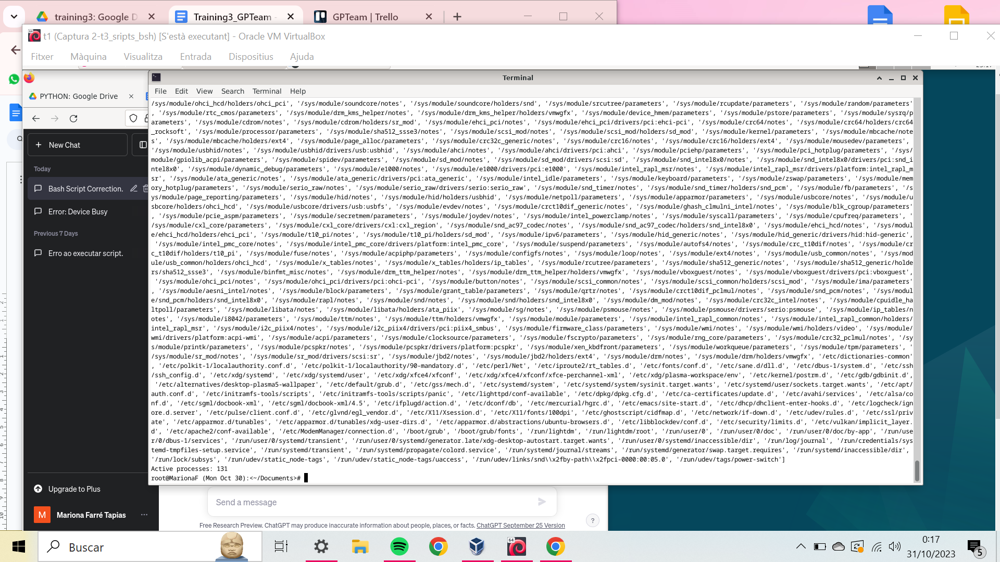 training3: Google D
Training3_GPTeam -
GPTeam | Trello
t1 (Captura 2-t3_sripts_bsh) [S'està executant] - Oracle VM VirtualBox
Fitxer Màquina Visualitza Entrada Dispositius Ajuda
Terminal
PYTHON: Google Drive
File Edit View Search Terminal Help
/sys/module/ohci_hcd/holders/ohci_pci', '/sys/module/soundcore/notes', '/sys/module/soundcore/holders/snd', '/sys/module/srcutree/parameters', '/sys/module/rcupdate/parameters', '/sys/module/random/parameters'
, '/sys/module/rtc_cmos/parameters', '/sys/module/drm_kms_helper/notes', '/sys/module/drm_kms_helper/holders/vmwgfx', '/sys/module/device_hmem/parameters', '/sys/module/pstore/parameters', '/sys/module/sysrq/p
arameters', '/sys/module/cdrom/notes', '/sys/module/cdrom/holders/sr_mod', '/sys/module/ehci_pci/notes', '/sys/module/ehci_pci/drivers/pci:ehci-pci', '/sys/module/crc64/notes', '/sys/module/crc64/holders/crc64
_rocksoft', '/sys/module/processor/parameters', '/sys/module/sha512_ssse3/notes', '/sys/module/scsi_mod/notes', '/sys/module/scsi_mod/holders/sd_mod', '/sys/module/kernel/parameters', '/sys/module/mbcache/note
s', '/sys/module/mbcache/holders/ext4', '/sys/module/page_alloc/parameters', '/sys/module/crc32c_generic/notes', '/sys/module/crc16/notes', '/sys/module/crc16/holders/ext4', '/sys/module/mousedev/parameters',
'/sys/module/usbhid/notes', '/sys/module/usbhid/drivers/usb:usbhid', '/sys/module/ahci/notes', '/sys/module/ahci/drivers/pci:ahci', '/sys/module/pciehp/parameters', '/sys/module/pci_hotplug/parameters', '/sys/
module/gpiolib_acpi/parameters', '/sys/module/spidev/parameters', '/sys/module/sd_mod/notes', '/sys/module/sd_mod/drivers/scsi:sd', '/sys/module/snd_intel8x0/notes', '/sys/module/snd_intel8x0/drivers/pci:snd_i
ntel8x0', '/sys/module/dynamic_debug/parameters', '/sys/module/e1000/notes', '/sys/module/e1000/drivers/pci:e1000', '/sys/module/intel_rapl_msr/notes', '/sys/module/intel_rapl_msr/drivers/platform:intel_rapl_m
sr', '/sys/module/ata_generic/notes', '/sys/module/ata_generic/drivers/pci:ata_generic', '/sys/module/intel_idle/parameters', '/sys/module/keyboard/parameters', '/sys/module/zswap/parameters', '/sys/module/mem
ory_hotplug/parameters', '/sys/module/serio_raw/notes', '/sys/module/serio_raw/drivers/serio:serio_raw', '/sys/module/snd_timer/notes', '/sys/module/snd_timer/holders/snd_pcm', '/sys/module/fb/parameters', '/s
ys/module/page_reporting/parameters', '/sys/module/hid/notes', '/sys/module/hid/holders/usbhid', '/sys/module/netpoll/parameters', '/sys/module/apparmor/parameters', '/sys/module/usbcore/notes', '/sys/module/u
sbcore/holders/ohci_hcd', '/sys/module/usbcore/drivers/usb:usbfs', '/sys/module/evdev/notes', '/sys/module/crct10dif_generic/notes', '/sys/module/ghash_clmulni_intel/notes', '/sys/module/blk_cgroup/parameters'
, '/sys/module/pcie_aspm/parameters', '/sys/module/secretmem/parameters', '/sys/module/joydev/notes', '/sys/module/intel_powerclamp/notes', '/sys/module/syscall/parameters', '/sys/module/cpufreq/parameters', '
/sys/module/cxl_core/parameters', '/sys/module/cxl_core/drivers/cxl:cxl_region', '/sys/module/snd_ac97_codec/notes', '/sys/module/snd_ac97_codec/holders/snd_intel8x0', '/sys/module/ehci_hcd/notes', '/sys/modul
e/ehci_hcd/holders/ehci_pci', '/sys/module/t10_pi/notes', '/sys/module/t10_pi/holders/sd_mod', '/sys/module/ipv6/parameters', '/sys/module/hid_generic/notes', '/sys/module/hid_generic/drivers/hid:hid-generic',
'/sys/module/intel_pmc_core/notes', '/sys/module/intel_pmc_core/drivers/platform:intel_pmc_core', '/sys/module/suspend/parameters', '/sys/module/autofs4/notes', '/sys/module/crc_t10dif/notes', '/sys/module/cr
c_t10dif/holders/t10_pi', '/sys/module/fuse/notes', '/sys/module/acpiphp/parameters', '/sys/module/configfs/notes', '/sys/module/loop/notes', '/sys/module/ext4/notes', '/sys/module/usb_common/notes', '/sys/mod
ule/usb_common/holders/ohci_hcd', '/sys/module/x_tables/notes', '/sys/module/x_tables/holders/ip_tables', '/sys/module/rcutree/parameters', '/sys/module/sha512_generic/notes', '/sys/module/sha512_generic/holde
rs/sha512_ssse3', '/sys/module/binfmt_misc/notes', '/sys/module/drm_ttm_helper/notes', '/sys/module/drm_ttm_helper/holders/vmwgfx', '/sys/module/vboxguest/notes', '/sys/module/vboxguest/drivers/pci:vboxguest',
'/sys/module/ohci_pci/notes', '/sys/module/ohci_pci/drivers/pci:ohci-pci', '/sys/module/button/notes', '/sys/module/scsi_common/notes', '/sys/module/scsi_common/holders/scsi_mod', '/sys/module/ima/parameters'
, '/sys/module/aesni_intel/notes', '/sys/module/block/parameters', '/sys/module/grant_table/parameters', '/sys/module/qrtr/notes', '/sys/module/crct10dif_pclmul/notes', '/sys/module/snd_pcm/notes', '/sys/modul
e/snd_pcm/holders/snd_intel8x0', '/sys/module/rapl/notes', '/sys/module/snd/notes', '/sys/module/snd/holders/snd_intel8x0', '/sys/module/dm_mod/notes', '/sys/module/crc32c_intel/notes', '/sys/module/cpuidle_ha
ltpoll/parameters', '/sys/module/libata/notes', '/sys/module/libata/holders/ata_piix', '/sys/module/sg/notes', '/sys/module/psmouse/notes', '/sys/module/psmouse/drivers/serio:psmouse', '/sys/module/ip_tables/n
otes', '/sys/module/i8042/parameters', '/sys/module/ttm/notes', '/sys/module/ttm/holders/vmwgfx', '/sys/module/module/parameters', '/sys/module/intel_rapl_common/notes', '/sys/module/intel_rapl_common/holders/
intel_rapl_msr', '/sys/module/i2c_piix4/notes', '/sys/module/i2c_piix4/drivers/pci:piix4_smbus', '/sys/module/firmware_class/parameters', '/sys/module/wmi/notes', '/sys/module/wmi/holders/video', '/sys/module/
wmi/drivers/platform:acpi-wmi', '/sys/module/acpi/parameters', '/sys/module/clocksource/parameters', '/sys/module/fscrypto/parameters', '/sys/module/rng_core/parameters', '/sys/module/crc32_pclmul/notes', '/sy
s/module/printk/parameters', '/sys/module/pcspkr/notes', '/sys/module/pcspkr/drivers/platform:pcspkr', '/sys/module/xen_kbdfront/parameters', '/sys/module/workqueue/parameters', '/sys/module/tpm/parameters', '
/sys/module/sr_mod/notes', '/sys/module/sr_mod/drivers/scsi:sr', '/sys/module/jbd2/notes', '/sys/module/jbd2/holders/ext4', '/sys/module/drm/notes', '/sys/module/drm/holders/vmwgfx', '/etc/dictionaries-common'
, '/etc/polkit-1/localauthority.conf.d', '/etc/polkit-1/localauthority/90-mandatory.d', '/etc/perl/Net', '/etc/iproute2/rt_tables.d', '/etc/fonts/conf.d', '/etc/sane.d/dll.d', '/etc/dbus-1/system.d', '/etc/ssh
/ssh_config.d', '/etc/xdg/systemd', '/etc/xdg/systemd/user', '/etc/xdg/xfce4/xfconf', '/etc/xdg/xfce4/xfconf/xfce-perchannel-xml', '/etc/xdg/plasma-workspace/env', '/etc/kernel/postrm.d', '/etc/gdb/gdbinit.d',
'/etc/alternatives/desktop-plasma5-wallpaper', '/etc/default/grub.d', '/etc/gss/mech.d', '/etc/systemd/system', '/etc/systemd/system/sysinit.target.wants', '/etc/systemd/user/sockets.target.wants', '/etc/apt/
auth.conf.d', '/etc/initramfs-tools/scripts', '/etc/initramfs-tools/scripts/panic', '/etc/lighttpd/conf-available', '/etc/dpkg/dpkg.cfg.d', '/etc/ca-certificates/update.d', '/etc/avahi/services', '/etc/alsa/co
nf.d', '/etc/sgml/docbook-xml', '/etc/sgml/docbook-xml/4.5', '/etc/ifplugd/action.d', '/etc/dconf/db', '/etc/mercurial/hgrc.d', '/etc/emacs/site-start.d', '/etc/dhcp/dhclient-enter-hooks.d', '/etc/logcheck/ign
ore.d.server', '/etc/pulse/client.conf.d', '/etc/glvnd/egl_vendor.d', '/etc/X11/Xsession.d', '/etc/X11/fonts/100dpi', '/etc/ghostscript/cidfmap.d', '/etc/network/if-down.d', '/etc/udev/rules.d', '/etc/ssl/priv
ate', '/etc/apparmor.d/tunables', '/etc/apparmor.d/tunables/xdg-user-dirs.d', '/etc/apparmor.d/abstractions/ubuntu-browsers.d', '/etc/libblockdev/conf.d', '/etc/security/limits.d', '/etc/vulkan/implicit_layer.
d', '/etc/apache2/conf-available', '/etc/ModemManager/connection.d', '/boot/grub', '/boot/grub/fonts', '/run/lightdm', '/run/lightdm/root', '/run/user/0', '/run/user/0/doc', '/run/user/0/doc/by-app', '/run/use
r/0/dbus-1/services', '/run/user/0/systemd/transient', '/run/user/0/systemd/generator.late/xdg-desktop-autostart.target.wants', '/run/user/0/systemd/inaccessible/dir', '/run/log/journal', '/run/credentials/sys
temd-tmpfiles-setup.service', '/run/systemd/transient', '/run/systemd/propagate/colord.service', '/run/systemd/journal/streams', '/run/systemd/generator/swap.target.requires', '/run/systemd/inaccessible/dir',
'/run/lock/subsys', '/run/udev/static_node-tags', '/run/udev/static_node-tags/uaccess', '/run/udev/links/snd\\x2fby-path\\x2fpci-0000:00:05.0', '/run/udev/tags/power-switch']
Active processes: 131
root@MarionaF (Mon Oct 30):<~/Documents>#
New Chat
Today
Bash Script Correction.
Error: Device Busy
Previous 7 Days
Erro ao executar script.
Upgrade to Plus
M Mariona Farré Tapias ...
Send a message
Free Research Preview. ChatGPT may produce inaccurate information about people, places, or facts. ChatGPT September 25 Version
?
Buscar
64
0:17
31/10/2023
5